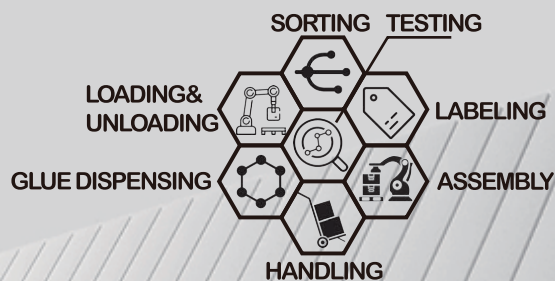 SORTING TESTING
LOADING&
UNLOADING
LABELING
GLUE DISPENSING
ASSEMBLY
HANDLING